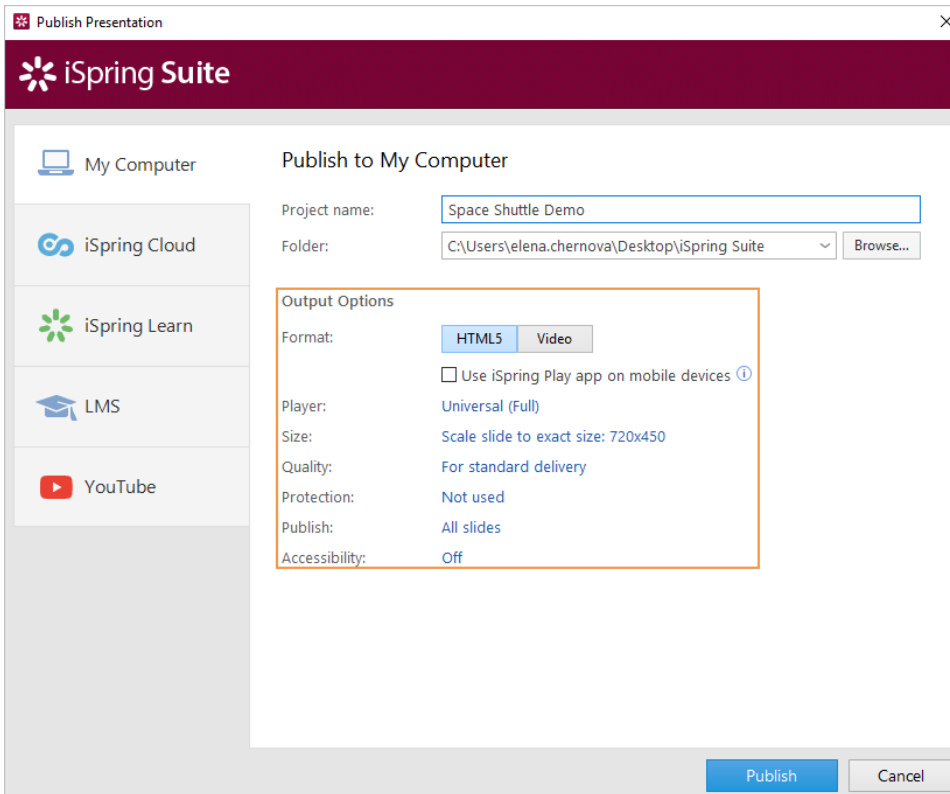 Publish Presentation
iSpring Suite
My Computer
iSpring Cloud
iSpring Learn
LMS
YouTube
Publish to My Computer
Project name: Space Shuttle Demo
Folder: C:\Users\elena.chernova\Desktop\iSpring Suite Browse...
Output Options
Format: HTML5 Video
Use iSpring Play app on mobile devices
Player: Universal (Full)
Size: Scale slide to exact size: 720x450
Quality: For standard delivery
Protection: Not used
Publish: All slides
Accessibility: Off
Publish Cancel